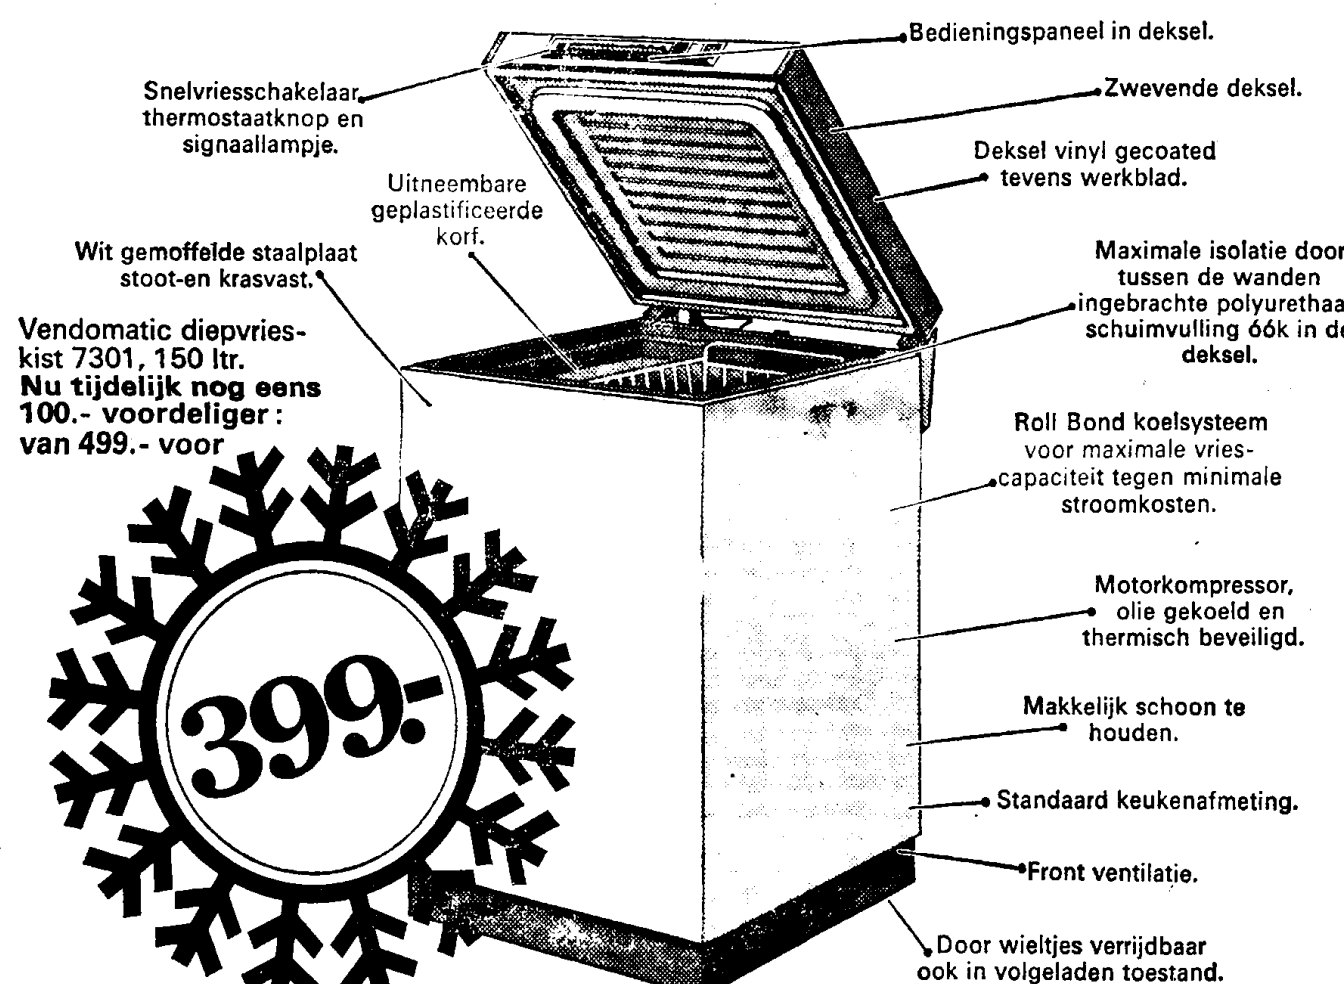 Bedieningspaneel in deksel.
Snelvriesschakelaar,
thermostaatknop en
signaallampje.
Zwevende deksel.
Deksel vinyl gecoated
tevens werkblad.
Uitneembare
geplastificeerde
korf.
Wit gemoffelde staalplaat
stoot-en krasvast.
Maximale isolatie door
tussen de wanden
ingebrachte polyurethaa
schuimvulling óók in de
deksel.
Vendomatic diepvries-
kist 7301, 150 ltr.
Nu tijdelijk nog eens
100.- voordeliger:
van 499.- voor
399.-
Roll Bond koelsysteem
voor maximale vries-
capaciteit tegen minimale
stroomkosten.
Motorkompressor,
olie gekoeld en
thermisch beveiligd.
Makkelijk schoon te
houden.
Standaard keukenafmeting.
Front ventilatie.
Door wieltjes verrijdbaar
ook in volgeladen toestand.